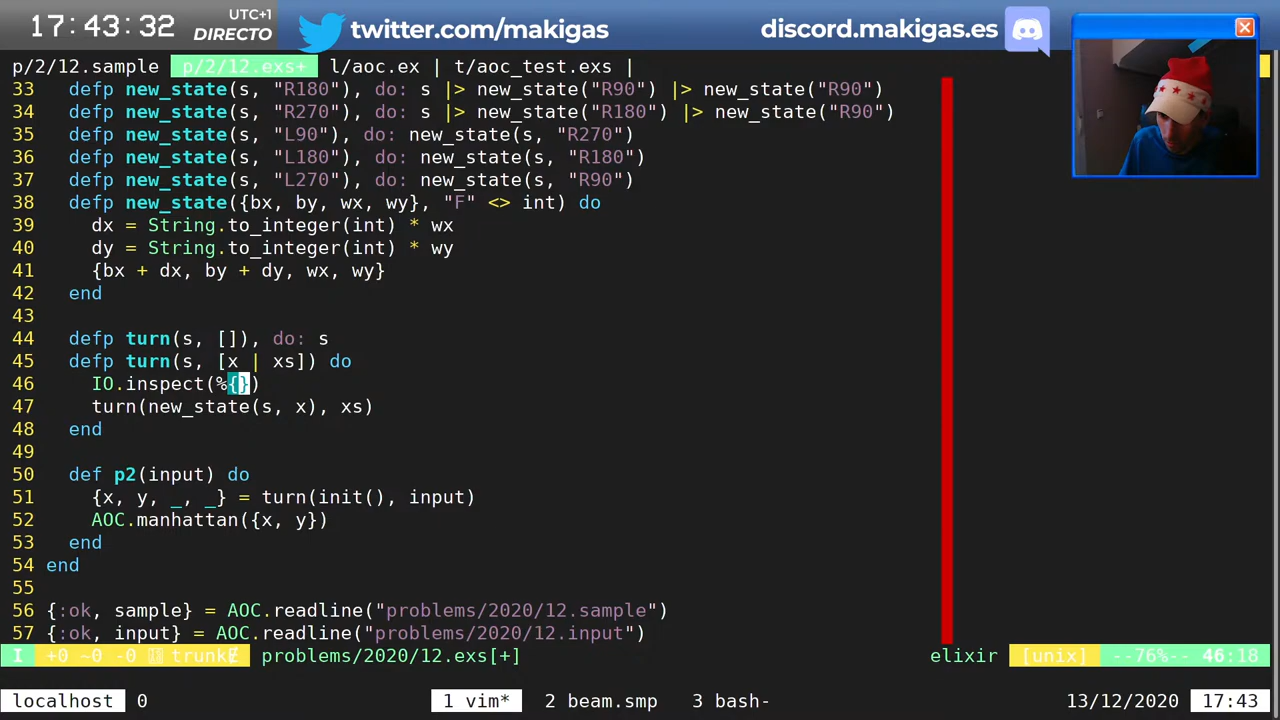 17:43:32 UTC+1 DIRECTO twitter.com/makigas discord.makigas.es
p/2/12.sample p/2/12.exs+ l/aoc.ex | t/aoc_test.exs |
33 defp new_state(s, "R180"), do: s |> new_state("R90") |> new_state("R90")
34 defp new_state(s, "R270"), do: s |> new_state("R180") |> new_state("R90")
35 defp new_state(s, "L90"), do: new_state(s, "R270")
36 defp new_state(s, "L180"), do: new_state(s, "R180")
37 defp new_state(s, "L270"), do: new_state(s, "R90")
38 defp new_state({bx, by, wx, wy}, "F" <> int) do
39 dx = String.to_integer(int) * wx
40 dy = String.to_integer(int) * wy
41 {bx + dx, by + dy, wx, wy}
42 end
43
44 defp turn(s, []), do: s
45 defp turn(s, [x | xs]) do
46 IO.inspect(%{})
47 turn(new_state(s, x), xs)
48 end
49
50 def p2(input) do
51 {x, y, _, _} = turn(init(), input)
52 AOC.manhattan({x, y})
53 end
54 end
55
56 {:ok, sample} = AOC.readline("problems/2020/12.sample")
57 {:ok, input} = AOC.readline("problems/2020/12.input")
I +0 ~0 -0 trunk problems/2020/12.exs[+] elixir [unix] --76%-- 46:18
localhost 0 1 vim* 2 beam.smp 3 bash- 13/12/2020 17:43